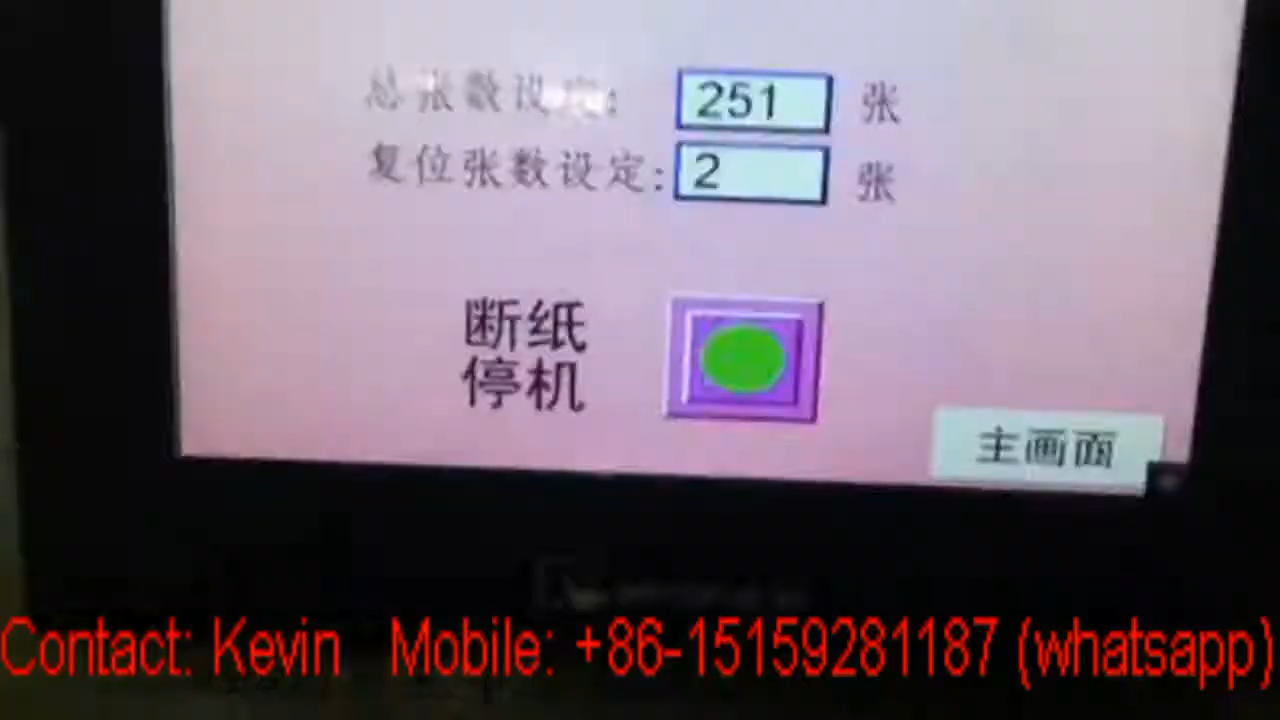 总张数设定: 251 张
复位张数设定: 2 张
断纸
停机
主画面
Contact: Kevin Mobile: +86-15159281187 (whatsapp)